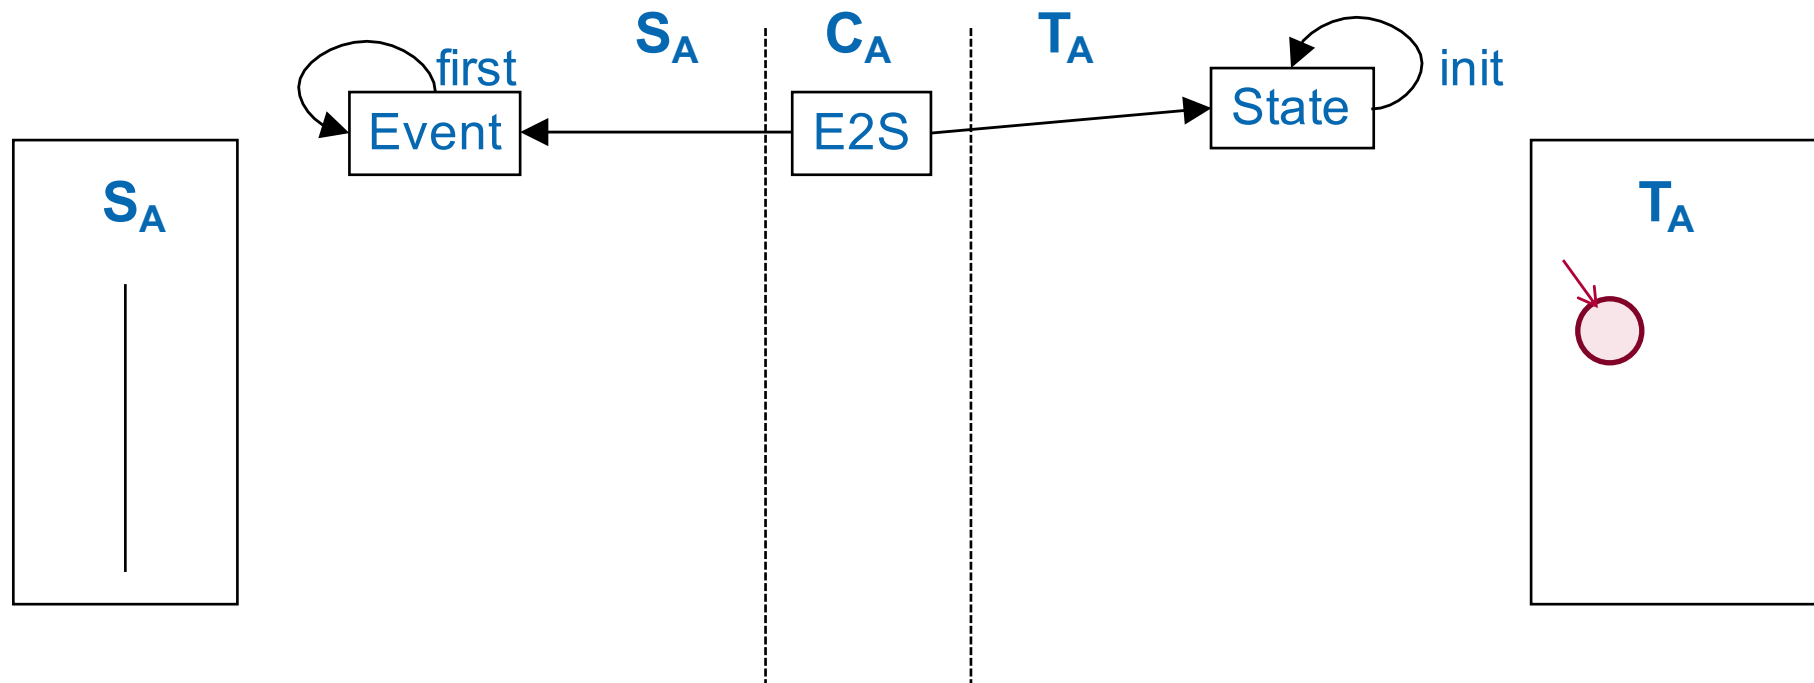 S_A C_A T_A
first init
Event E2S State
S_A T_A